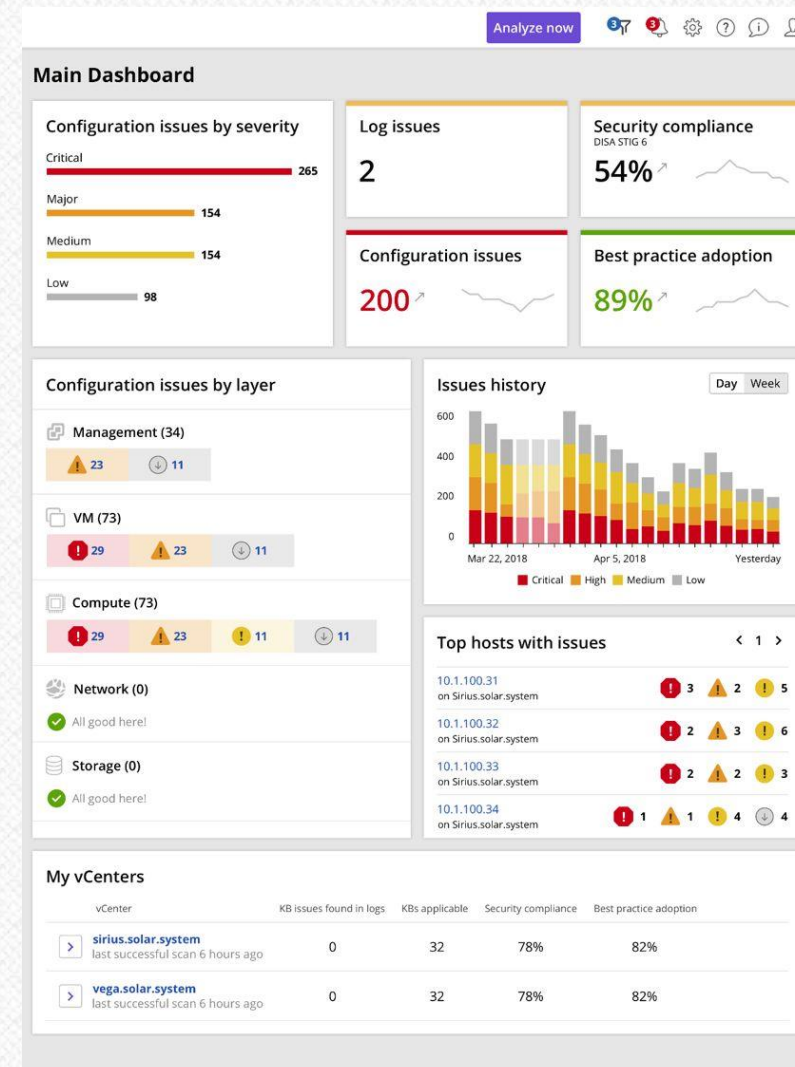 Analyze now
3
3
Main Dashboard
Configuration issues by severity
Critical
265
Major
154
Medium
154
Low
98
Log issues
2
Security compliance
DISA STIG 6
54%
Configuration issues
200
Best practice adoption
89%
Configuration issues by layer
Management (34)
23 11
VM (73)
29 23 11
Compute (73)
29 23 11 11
Network (0)
All good here!
Storage (0)
All good here!
Issues history
Day Week
600
400
200
0
Mar 22, 2018 Apr 5, 2018 Yesterday
Critical High Medium Low
Top hosts with issues
1
10.1.100.31
on Sirius.solar.system
3 2 5
10.1.100.32
on Sirius.solar.system
2 3 6
10.1.100.33
on Sirius.solar.system
2 2 3
10.1.100.34
on Sirius.solar.system
1 1 4 4
My vCenters
vCenter KB issues found in logs KBs applicable Security compliance Best practice adoption
sirius.solar.system
last successful scan 6 hours ago
0 32 78% 82%
vega.solar.system
last successful scan 6 hours ago
0 32 78% 82%